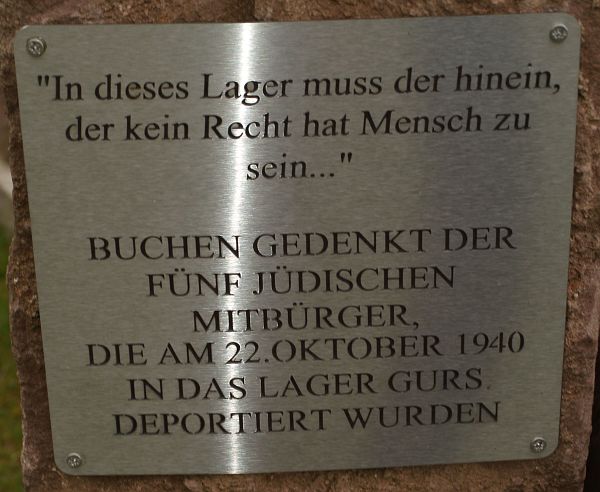 "In dieses Lager muss der hinein,
der kein Recht hat Mensch zu
sein..."
BUCHEN GEDENKT DER
FÜNF JÜDISCHEN
MITBÜRGER,
DIE AM 22.OKTOBER 1940
IN DAS LAGER GURS
DEPORTIERT WURDEN